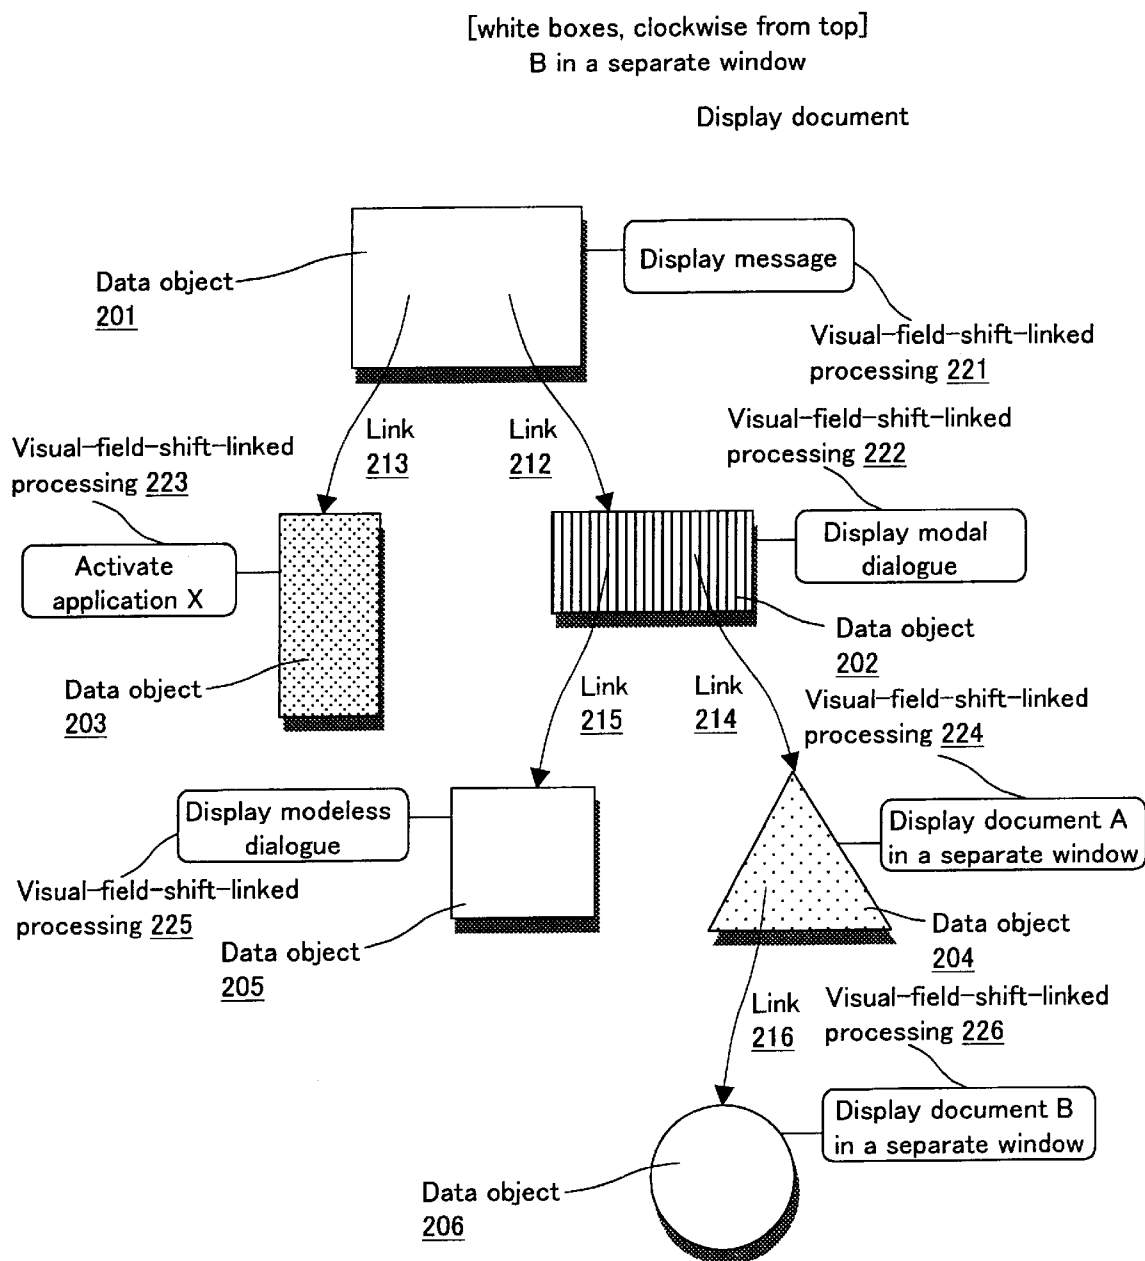 [white boxes, clockwise from top]
B in a separate window
Display document
Display message
Data object
201
Visual-field-shift-linked
processing 221
Link
213
Link
212
Visual-field-shift-linked
processing 222
Visual-field-shift-linked
processing 223
Activate
application X
Display modal
dialogue
Data object
202
Data object
203
Link
215
Link
214
Visual-field-shift-linked
processing 224
Display modeless
dialogue
Display document A
in a separate window
Visual-field-shift-linked
processing 225
Data object
205
Data object
204
Link
216
Visual-field-shift-linked
processing 226
Display document B
in a separate window
Data object
206